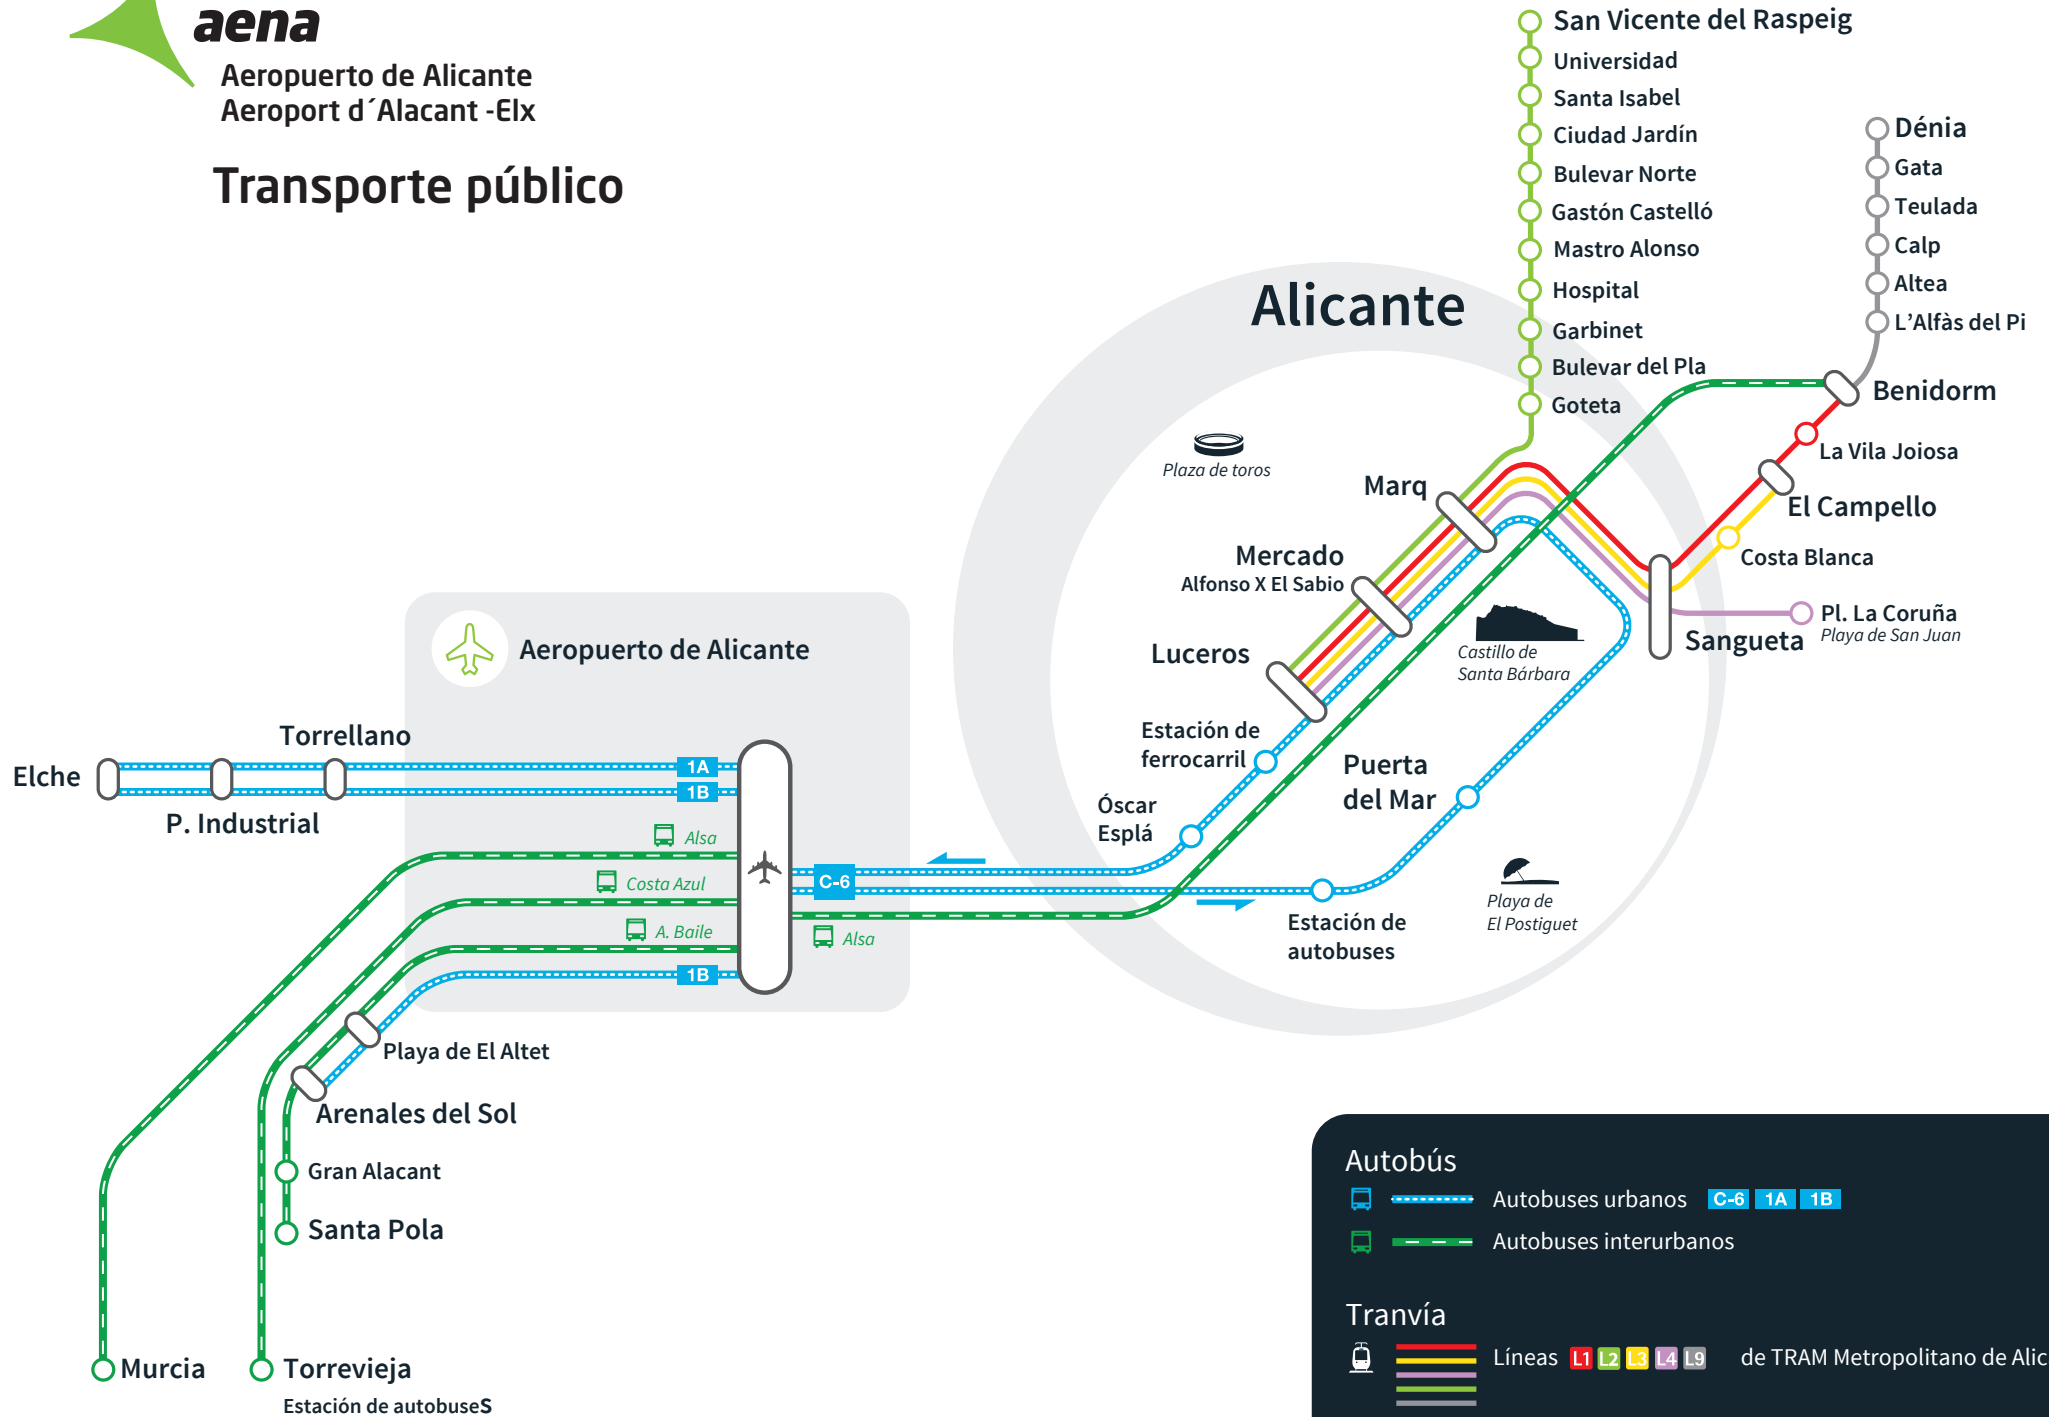 aena
Aeropuerto de Alicante
Aeroport d´Alacant -Elx
Transporte público
San Vicente del Raspeig
Universidad
Santa Isabel
Ciudad Jardín
Bulevar Norte
Gastón Castelló
Mastro Alonso
Hospital
Garbinet
Bulevar del Pla
Goteta
Dénia
Gata
Teulada
Calp
Altea
L'Alfàs del Pi
Benidorm
La Vila Joiosa
El Campello
Costa Blanca
Pl. La Coruña
Playa de San Juan
Sangueta
Alicante
Plaza de toros
Marq
Mercado
Alfonso X El Sabio
Luceros
Castillo de
Santa Bárbara
Estación de
ferrocarril
Puerta
del Mar
Óscar
Esplá
Playa de
El Postiguet
Estación de
autobuses
Aeropuerto de Alicante
Torrellano
Elche
P. Industrial
1A
1B
Alsa
Costa Azul
A. Baile
1B
C-6
Alsa
Playa de El Altet
Arenales del Sol
Gran Alacant
Santa Pola
Murcia
Torrevieja
Estación de autobuseS
Autobús
Autobuses urbanos C-6 1A 1B
Autobuses interurbanos
Tranvía
Líneas L1 L2 L3 L4 L9 de TRAM Metropolitano de Alic